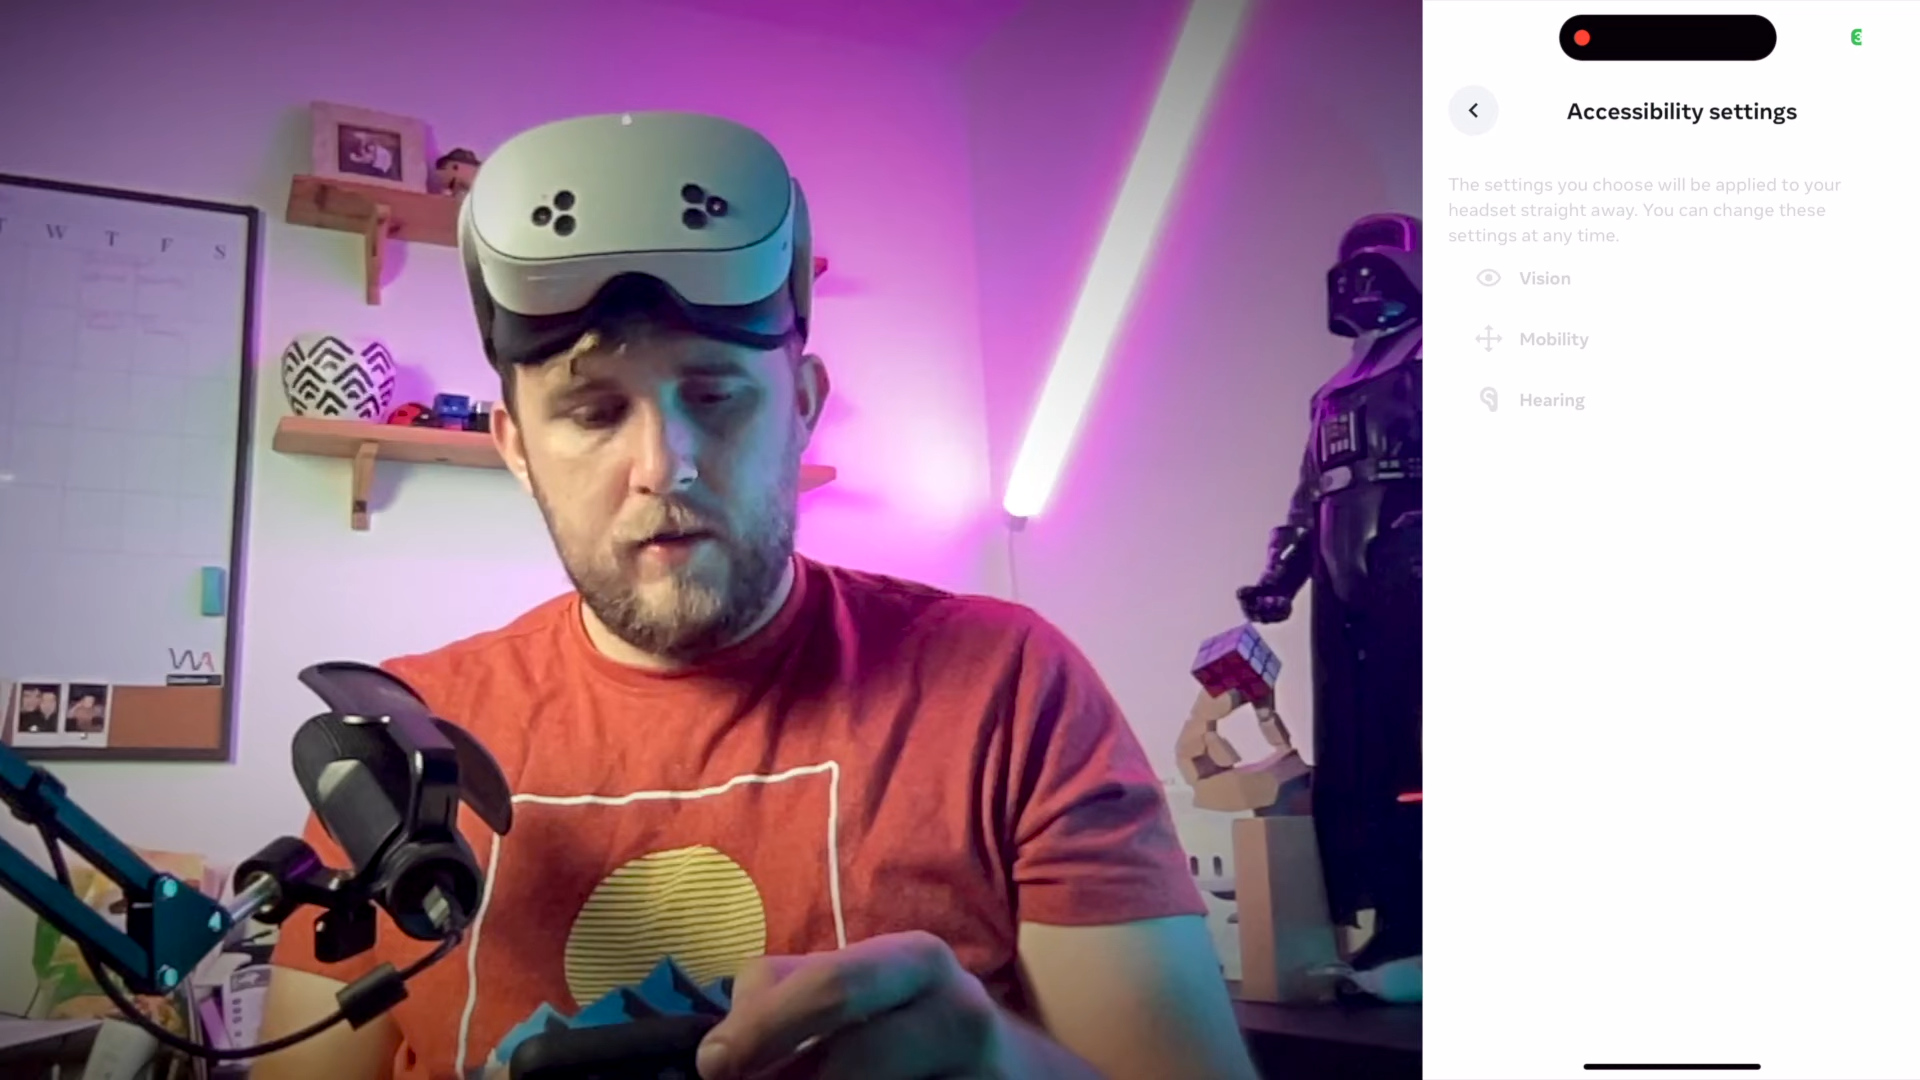 T W T F S
WA
Accessibility settings
The settings you choose will be applied to your
headset straight away. You can change these
settings at any time.
Vision
Mobility
Hearing